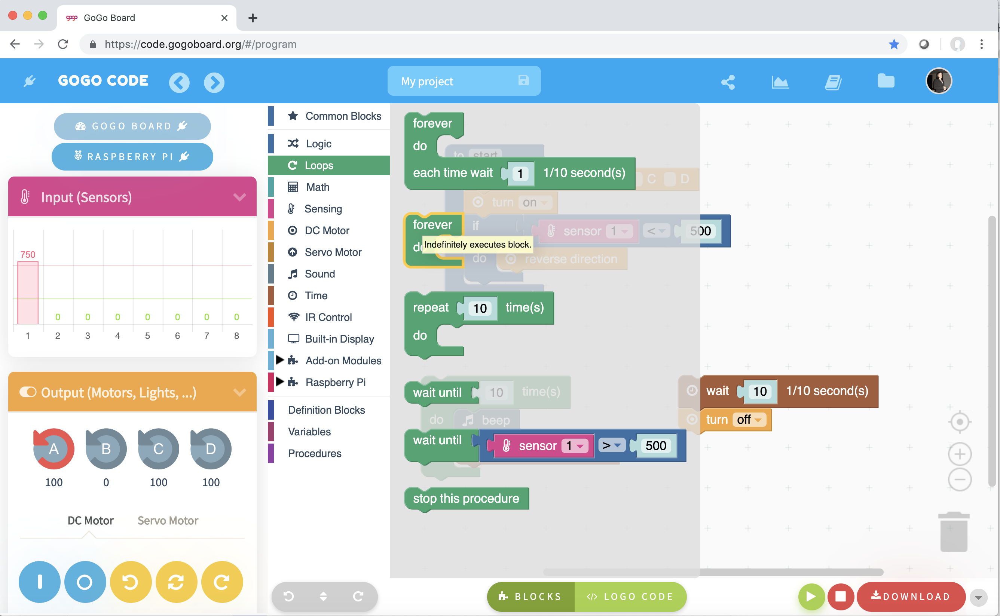 gogo GoGo Board
https://code.gogoboard.org/#/program
GOGO CODE
My project
GOGO BOARD
RASPBERRY PI
Input (Sensors)
750
0 0 0 0 0 0 0
1 2 3 4 5 6 7 8
Output (Motors, Lights, ...)
A B C D
100 0 100 100
DC Motor Servo Motor
Common Blocks
Logic
Loops
Math
Sensing
DC Motor
Servo Motor
Sound
Time
IR Control
Built-in Display
Add-on Modules
Raspberry Pi
Definition Blocks
Variables
Procedures
forever
do
to start
each time wait 1 1/10 second(s)
C D
turn on
forever
if sensor 1 < 500
do
Indefinitely executes block.
do reverse direction
repeat 10 time(s)
do
wait until
10 time(s)
do beep
wait until sensor 1 > 500
stop this procedure
wait 10 1/10 second(s)
turn off
BLOCKS
</> LOGO CODE
DOWNLOAD